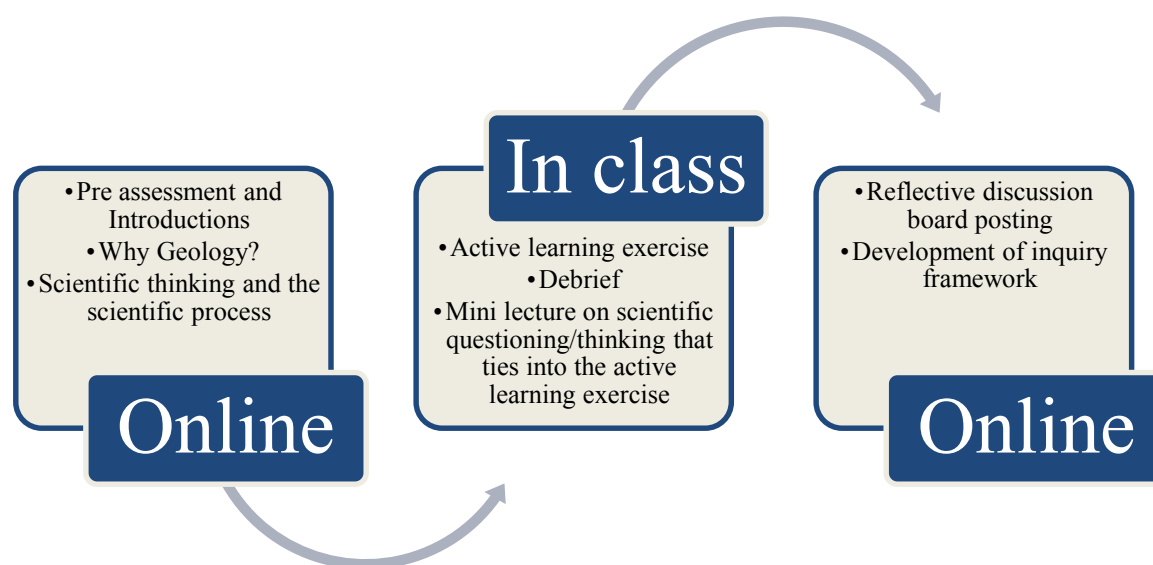 •Pre assessment and
Introductions
•Why Geology?
•Scientific thinking and the
scientific process
Online
In class
•Active learning exercise
•Debrief
•Mini lecture on scientific
questioning/thinking that
ties into the active
learning exercise
•Reflective discussion
board posting
•Development of inquiry
framework
Online